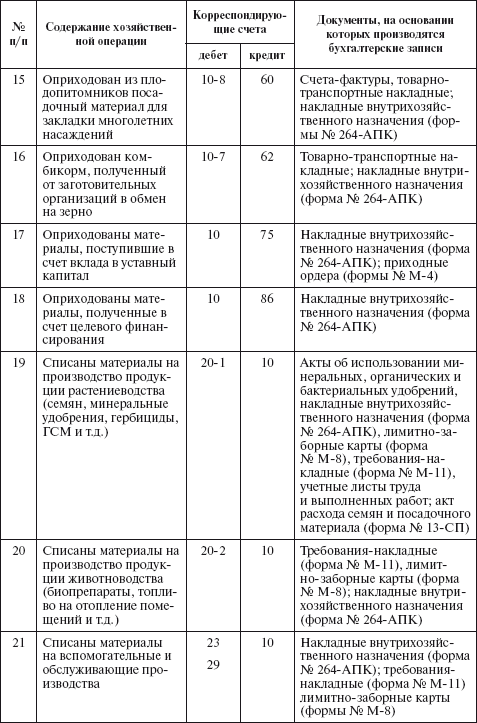 № п/п
Содержание хозяйствен-
ной операции
Корреспондирую-
щие счета
дебет кредит
Документы, на основании
которых производятся
бухгалтерские записи
15
Оприходован из пло-
допитомников поса-
дочный материал для
закладки многолетних
насаждений
10-8
60
Счета-фактуры, товарно-
транспортные накладные;
накладные внутрихозяйс-
твенного назначения (фор-
мы № 264-АПК)
16
Оприходован ком-
бикорм, полученный
от заготовительных
организаций в обмен
на зерно
10-7
62
Товарно-транспортные на-
кладные; накладные внутри-
хозяйственного назначения
(форма № 264-АПК)
17
Оприходованы мате-
риалы, поступившие в
счет вклада в уставный
капитал
10
75
Накладные внутрихозяйс-
твенного назначения (форма
№ 264-АПК); приходные
ордера (формы № М-4)
18
Оприходованы мате-
риалы, полученные в
счет целевого финан-
сирования
10
86
Накладные внутрихозяйс-
твенного назначения (форма
№ 264-АПК)
19
Списаны материалы на
производство продук-
ции растениеводства
(семян, минеральные
удобрения, гербициды,
ГСМ и т.д.)
20-1
10
Акты об использовании ми-
неральных, органических и
бактериальных удобрений,
накладные внутрихозяйс-
твенного назначения (форма
№ 264-АПК), лимитно-за-
борные карты (форма
№ М-8), требования-на-
кладные (форма № М-11),
учетные листы труда
и выполненных работ; акт
расхода семян и посадочного
материала (форма № 13-СП)
20
Списаны материалы на
производство продук-
ции животноводства
(биопрепараты, топли-
во на отопление поме-
щений и т.д.)
20-2
10
Требования-накладные
(форма № М-11), лимит-
но-заборные карты (форма
№ М-8); накладные внутри-
хозяйственного назначения
(форма № 264-АПК)
21
Списаны материалы
на вспомогательные и
обслуживающие про-
изводства
23
29
10
Накладные внутрихозяйс-
твенного назначения (форма
№ 264-АПК); требования-
накладные (форма № М-11)
лимитно-заборные карты
(формы № М-8)